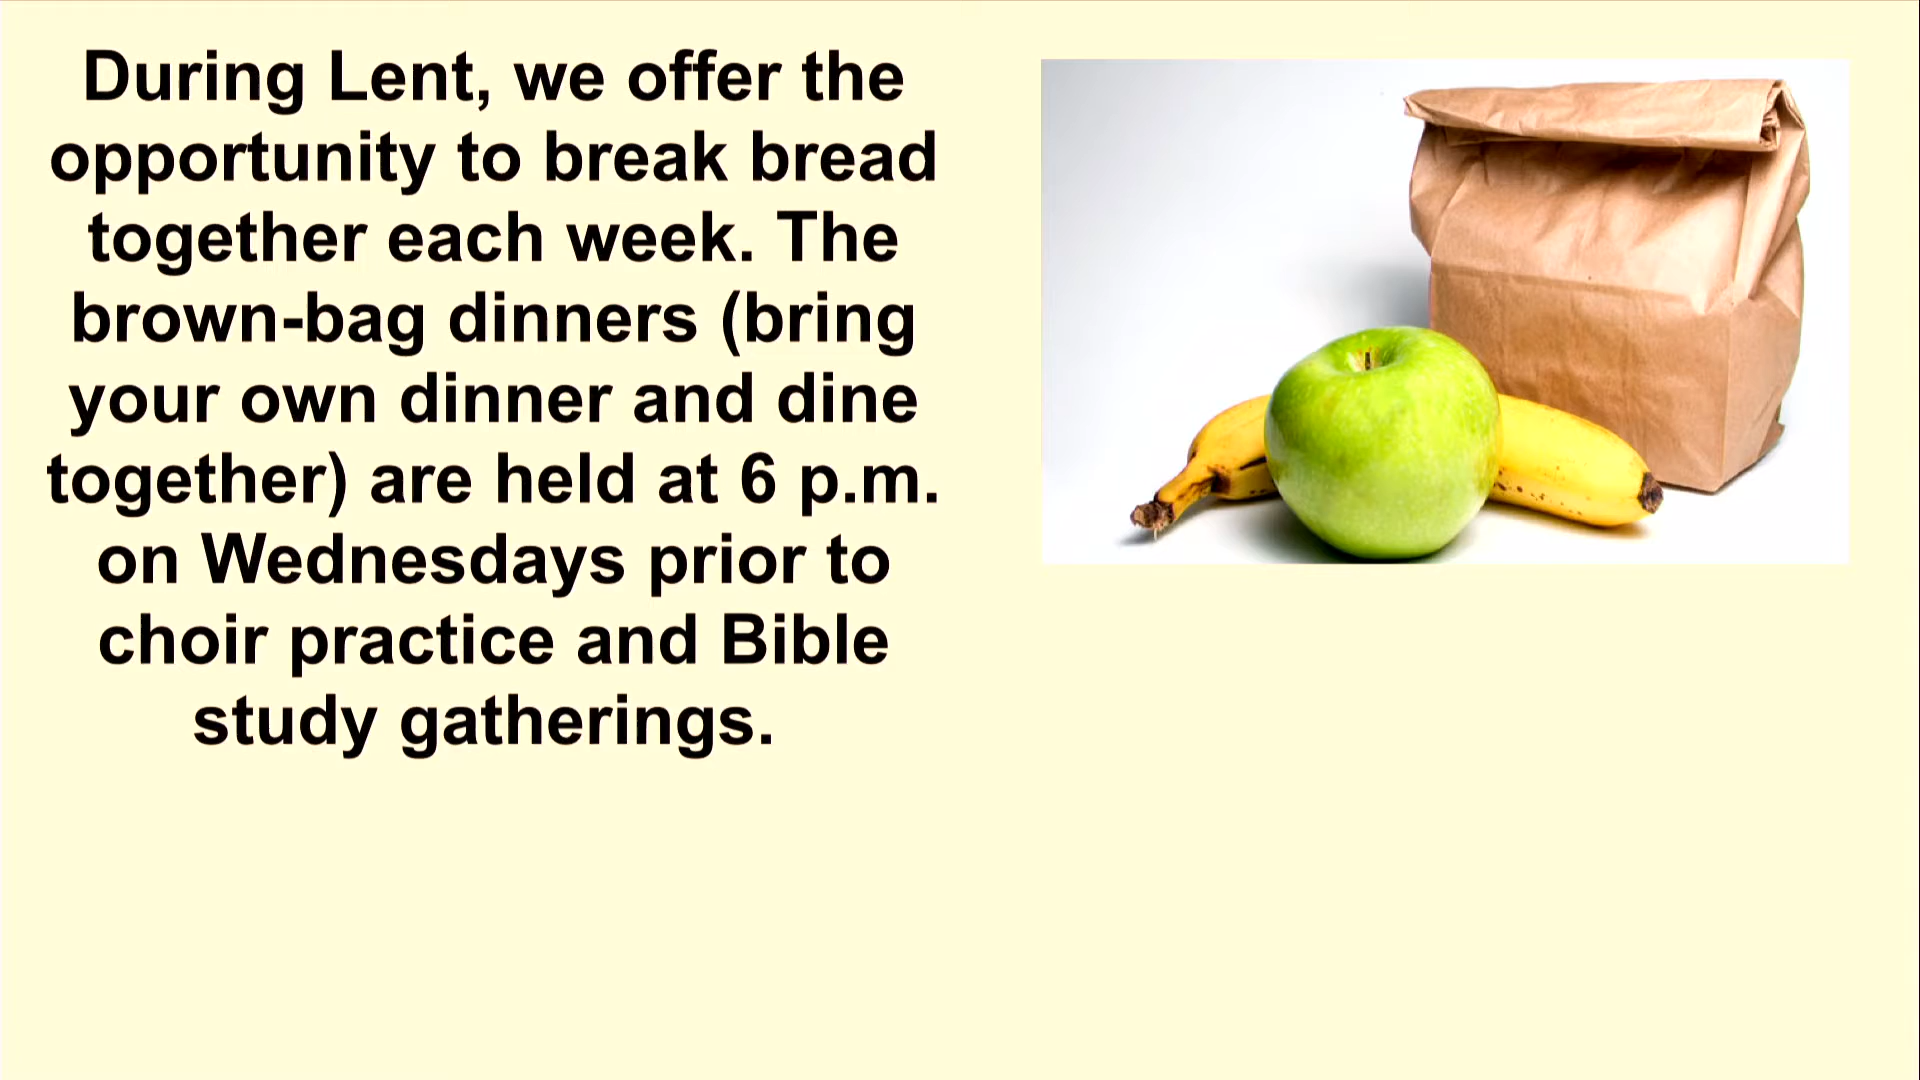 During Lent, we offer the
opportunity to break bread
together each week. The
brown-bag dinners (bring
your own dinner and dine
together) are held at 6 p.m.
on Wednesdays prior to
choir practice and Bible
study gatherings.